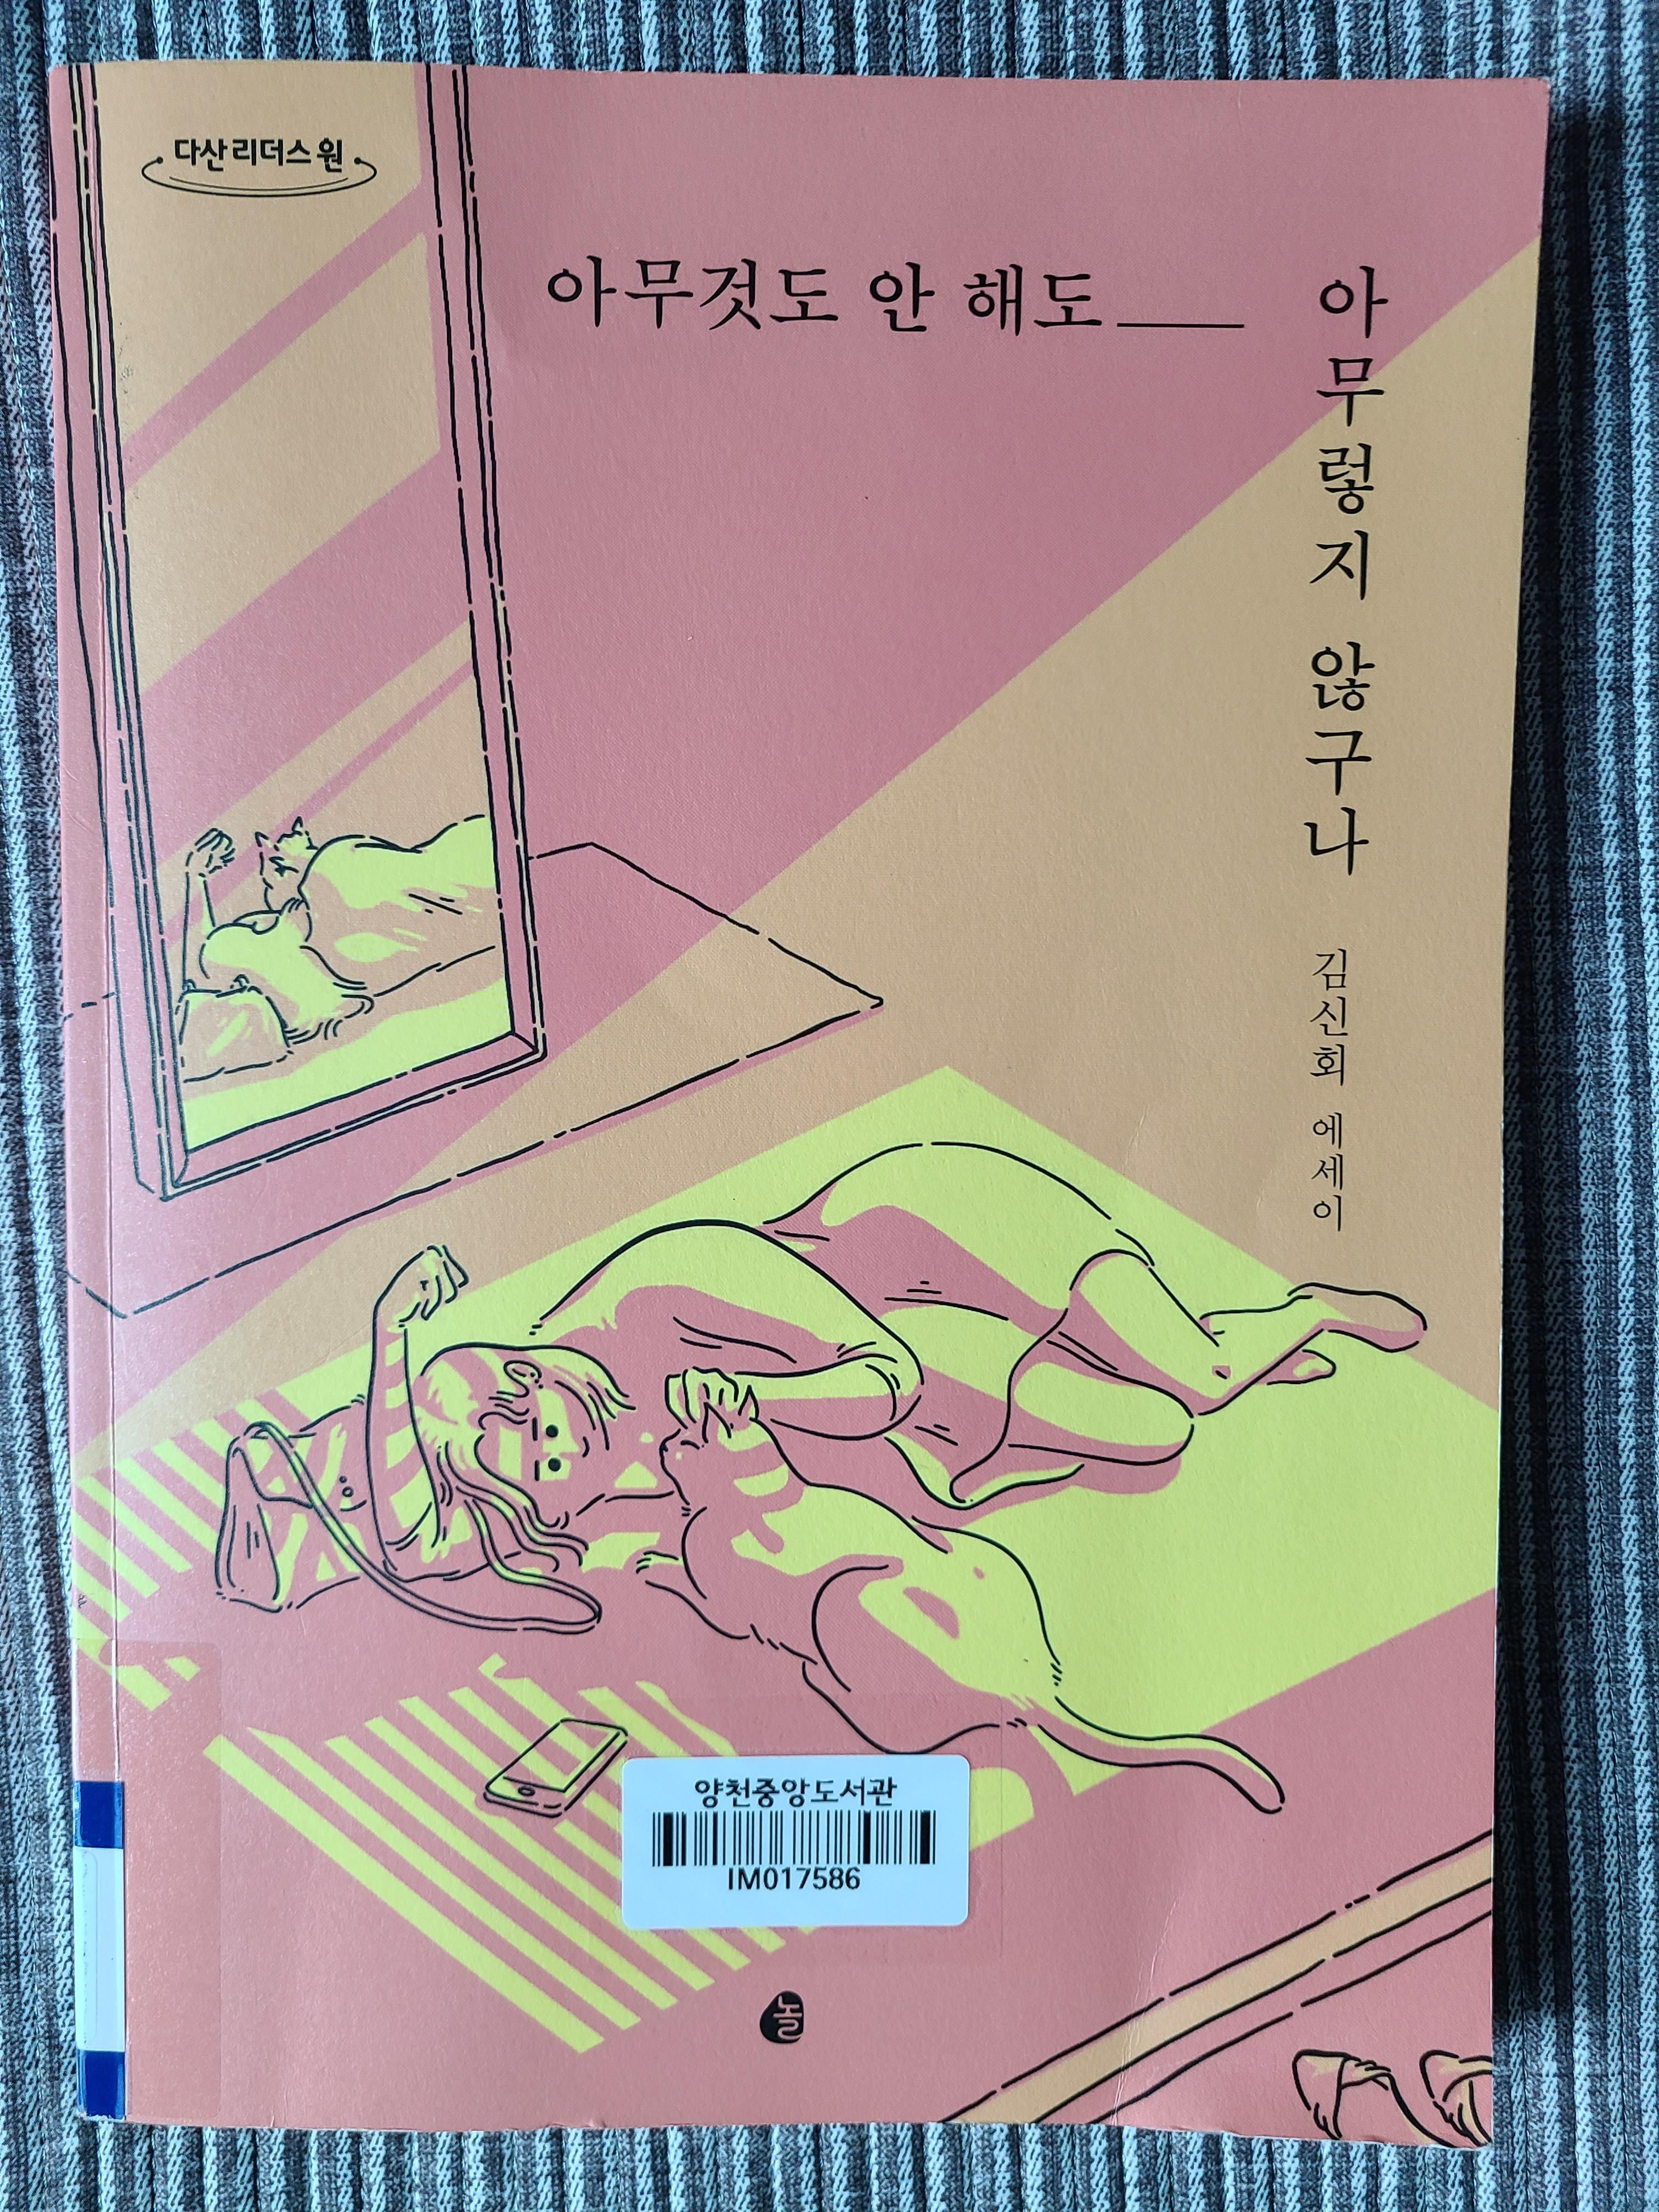 다산리더스원
아무것도 안 해도
아무렇지 않구나
김신회 에세이
양천중앙도서관
IM017586
놀